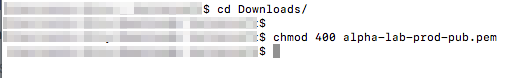 $ cd Downloads/
$
$ chmod 400 alpha-lab-prod-pub.pem
$